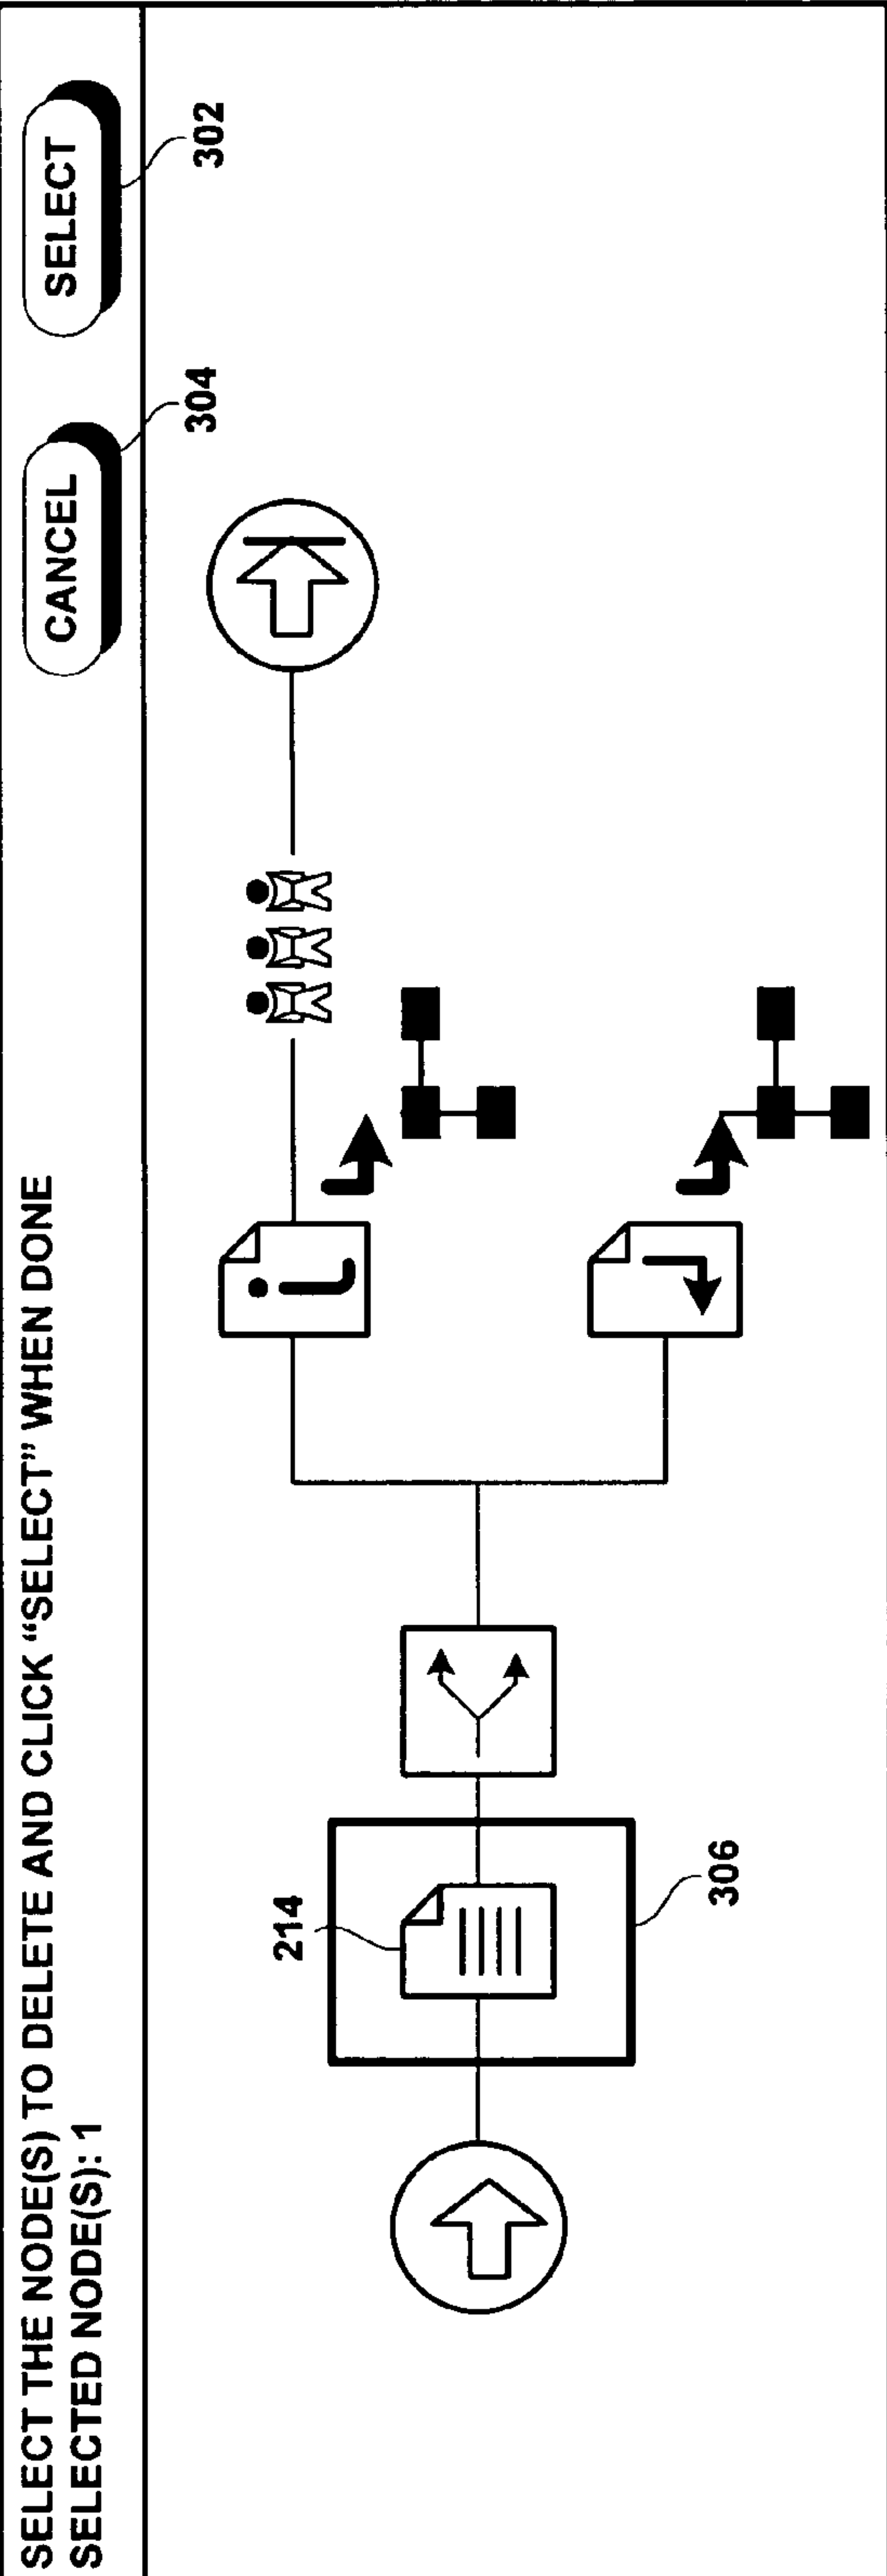 SELECT THE NODE(S) TO DELETE AND CLICK “SELECT” WHEN DONE
SELECTED NODE(S): 1
CANCEL
SELECT
304
302
214
306